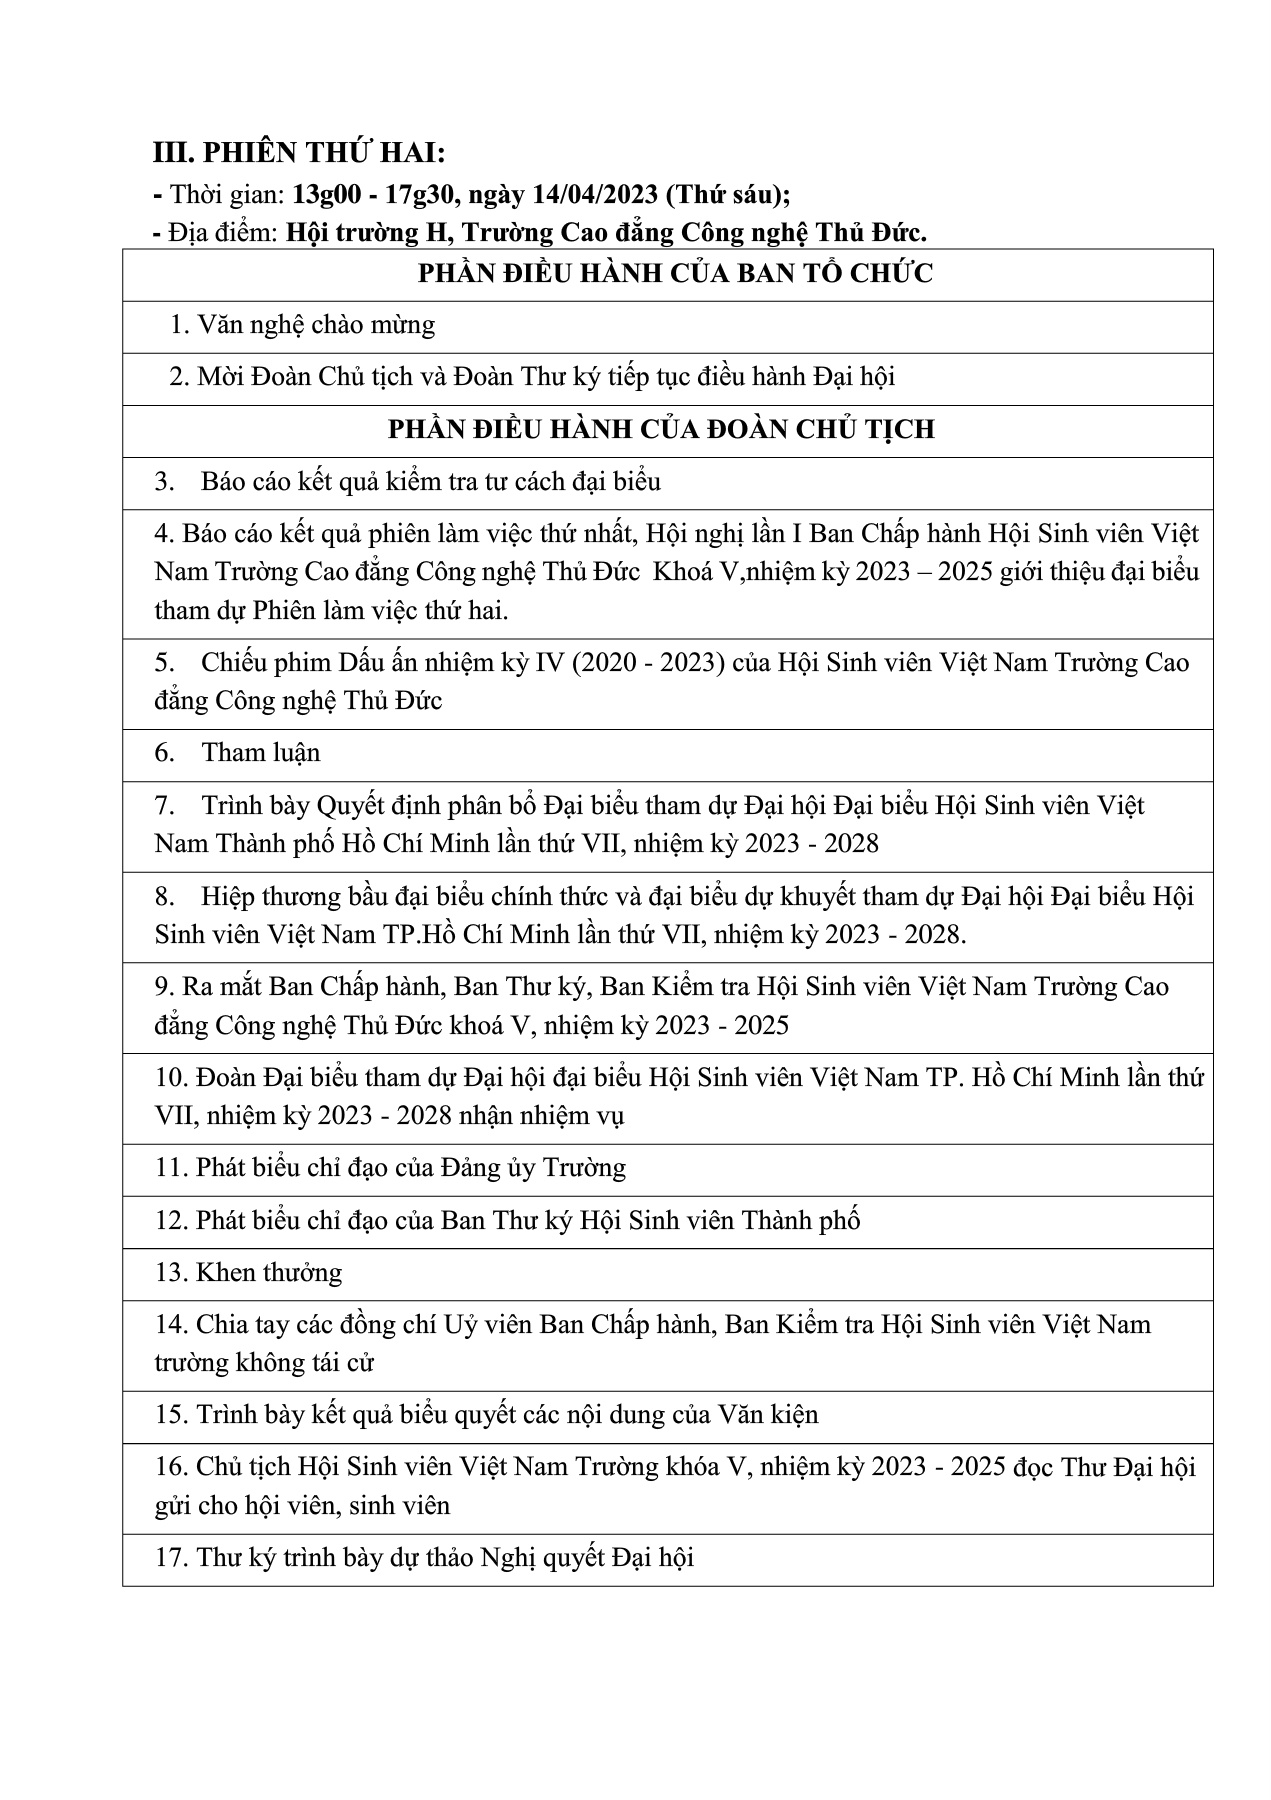 III. PHIÊN THỨ HAI:
- Thời gian: 13g00 - 17g30, ngày 14/04/2023 (Thứ sáu);
- Địa điểm: Hội trường H, Trường Cao đẳng Công nghệ Thủ Đức.
PHẦN ĐIỀU HÀNH CỦA BAN TỔ CHỨC
1. Văn nghệ chào mừng
2. Mời Đoàn Chủ tịch và Đoàn Thư ký tiếp tục điều hành Đại hội
PHẦN ĐIỀU HÀNH CỦA ĐOÀN CHỦ TỊCH
3. Báo cáo kết quả kiểm tra tư cách đại biểu
4. Báo cáo kết quả phiên làm việc thứ nhất, Hội nghị lần I Ban Chấp hành Hội Sinh viên Việt
Nam Trường Cao đẳng Công nghệ Thủ Đức Khoá V,nhiệm kỳ 2023 – 2025 giới thiệu đại biểu
tham dự Phiên làm việc thứ hai.
5. Chiếu phim Dấu ấn nhiệm kỳ IV (2020 - 2023) của Hội Sinh viên Việt Nam Trường Cao
đẳng Công nghệ Thủ Đức
6. Tham luận
7. Trình bày Quyết định phân bổ Đại biểu tham dự Đại hội Đại biểu Hội Sinh viên Việt
Nam Thành phố Hồ Chí Minh lần thứ VII, nhiệm kỳ 2023 - 2028
8. Hiệp thương bầu đại biểu chính thức và đại biểu dự khuyết tham dự Đại hội Đại biểu Hội
Sinh viên Việt Nam TP.Hồ Chí Minh lần thứ VII, nhiệm kỳ 2023 - 2028.
9. Ra mắt Ban Chấp hành, Ban Thư ký, Ban Kiểm tra Hội Sinh viên Việt Nam Trường Cao
đẳng Công nghệ Thủ Đức khoá V, nhiệm kỳ 2023 - 2025
10. Đoàn Đại biểu tham dự Đại hội đại biểu Hội Sinh viên Việt Nam TP. Hồ Chí Minh lần thứ
VII, nhiệm kỳ 2023 - 2028 nhận nhiệm vụ
11. Phát biểu chỉ đạo của Đảng ủy Trường
12. Phát biểu chỉ đạo của Ban Thư ký Hội Sinh viên Thành phố
13. Khen thưởng
14. Chia tay các đồng chí Uỷ viên Ban Chấp hành, Ban Kiểm tra Hội Sinh viên Việt Nam
trường không tái cử
15. Trình bày kết quả biểu quyết các nội dung của Văn kiện
16. Chủ tịch Hội Sinh viên Việt Nam Trường khóa V, nhiệm kỳ 2023 - 2025 đọc Thư Đại hội
gửi cho hội viên, sinh viên
17. Thư ký trình bày dự thảo Nghị quyết Đại hội